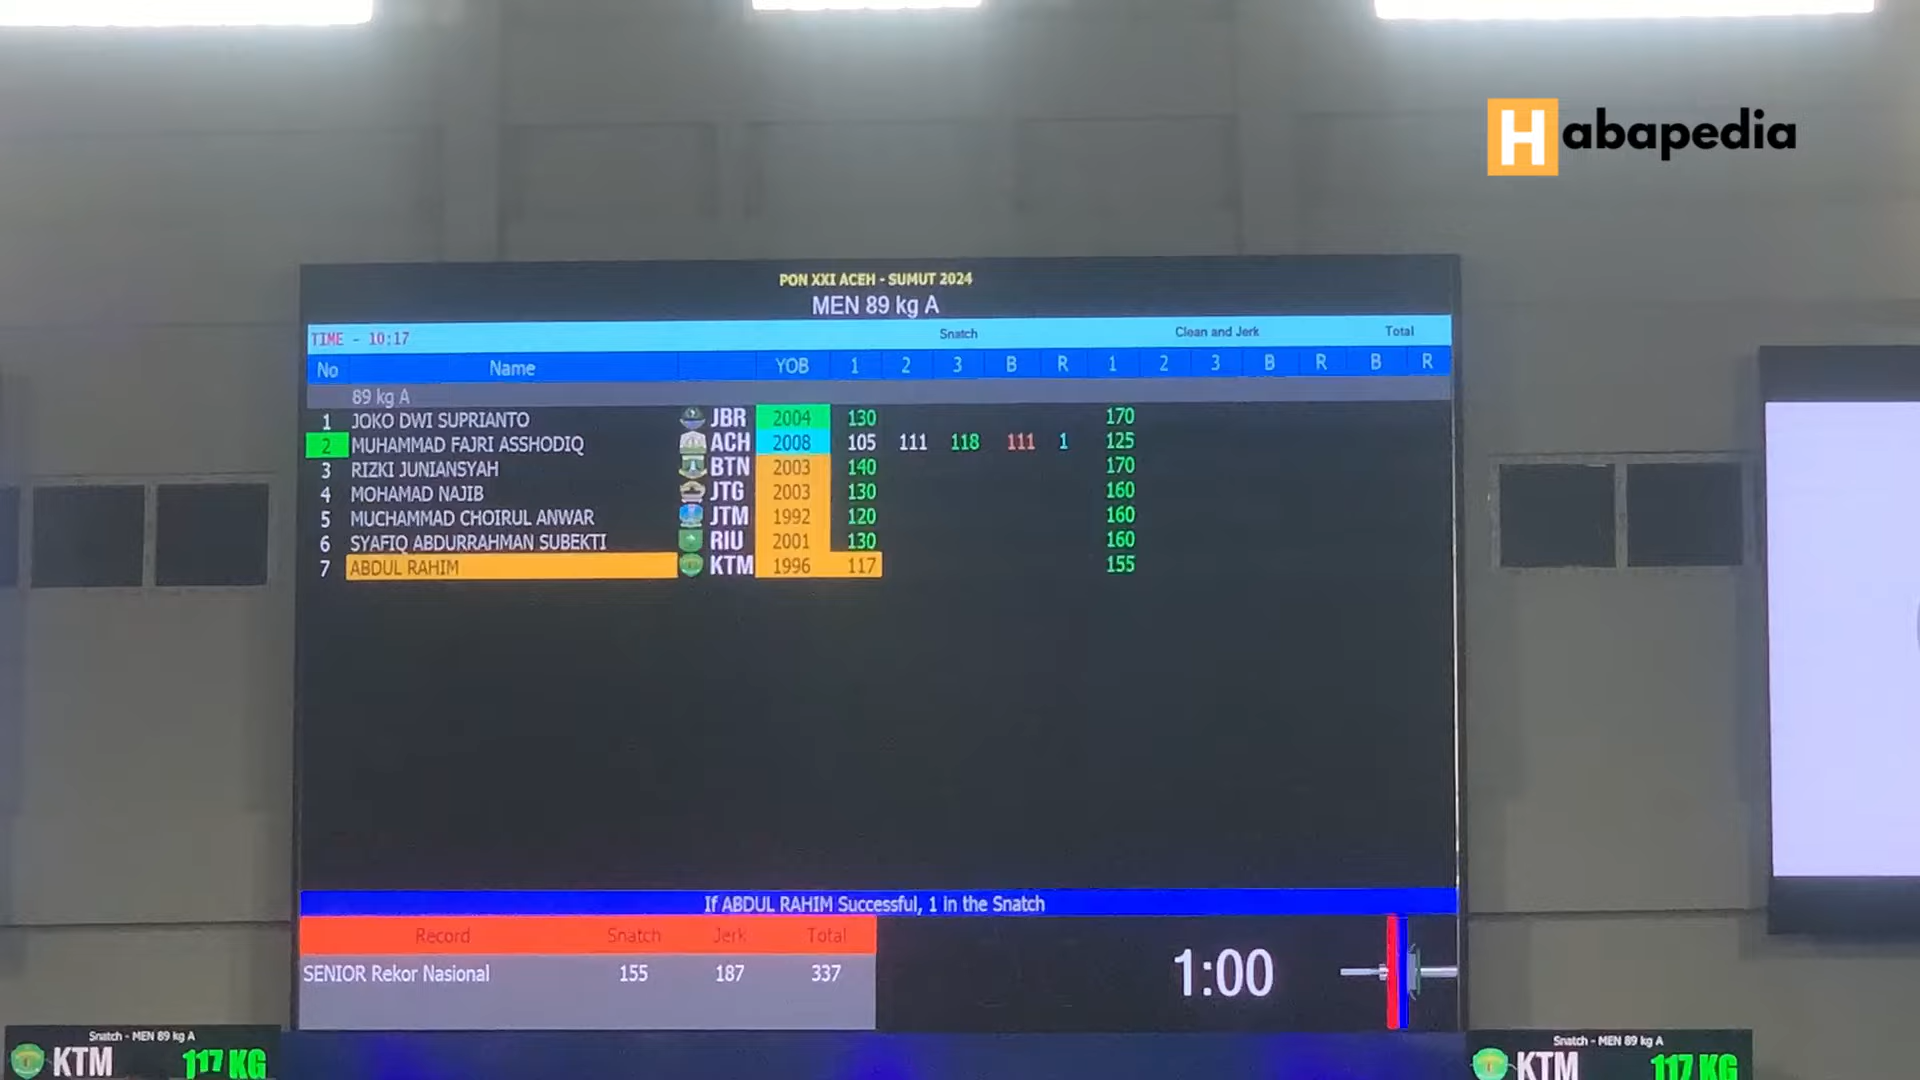 Habapedia
PON XXI ACEH - SUMUT 2024
MEN 89 kg A
TIME - 10:17 Snatch Clean and Jerk Total
No Name YOB 1 2 3 B R 1 2 3 B R B R
89 kg A
1 JOKO DWI SUPRIANTO JBR 2004 130 170
2 MUHAMMAD FAJRI ASSHODIQ ACH 2008 105 111 118 111 1 125
3 RIZKI JUNIANSYAH BTN 2003 140 170
4 MOHAMAD NAJIB JTG 2003 130 160
5 MUCHAMMAD CHOIRUL ANWAR JTM 1992 120 160
6 SYAFIQ ABDURRAHMAN SUBEKTI RIU 2001 130 160
7 ABDUL RAHIM KTM 1996 117 155
If ABDUL RAHIM Successful, 1 in the Snatch
Record Snatch Jerk Total
SENIOR Rekor Nasional 155 187 337
1:00
Snatch - MEN 89 kg A
KTM 117 KG
Snatch - MEN 89 kg A
KTM 117 KG